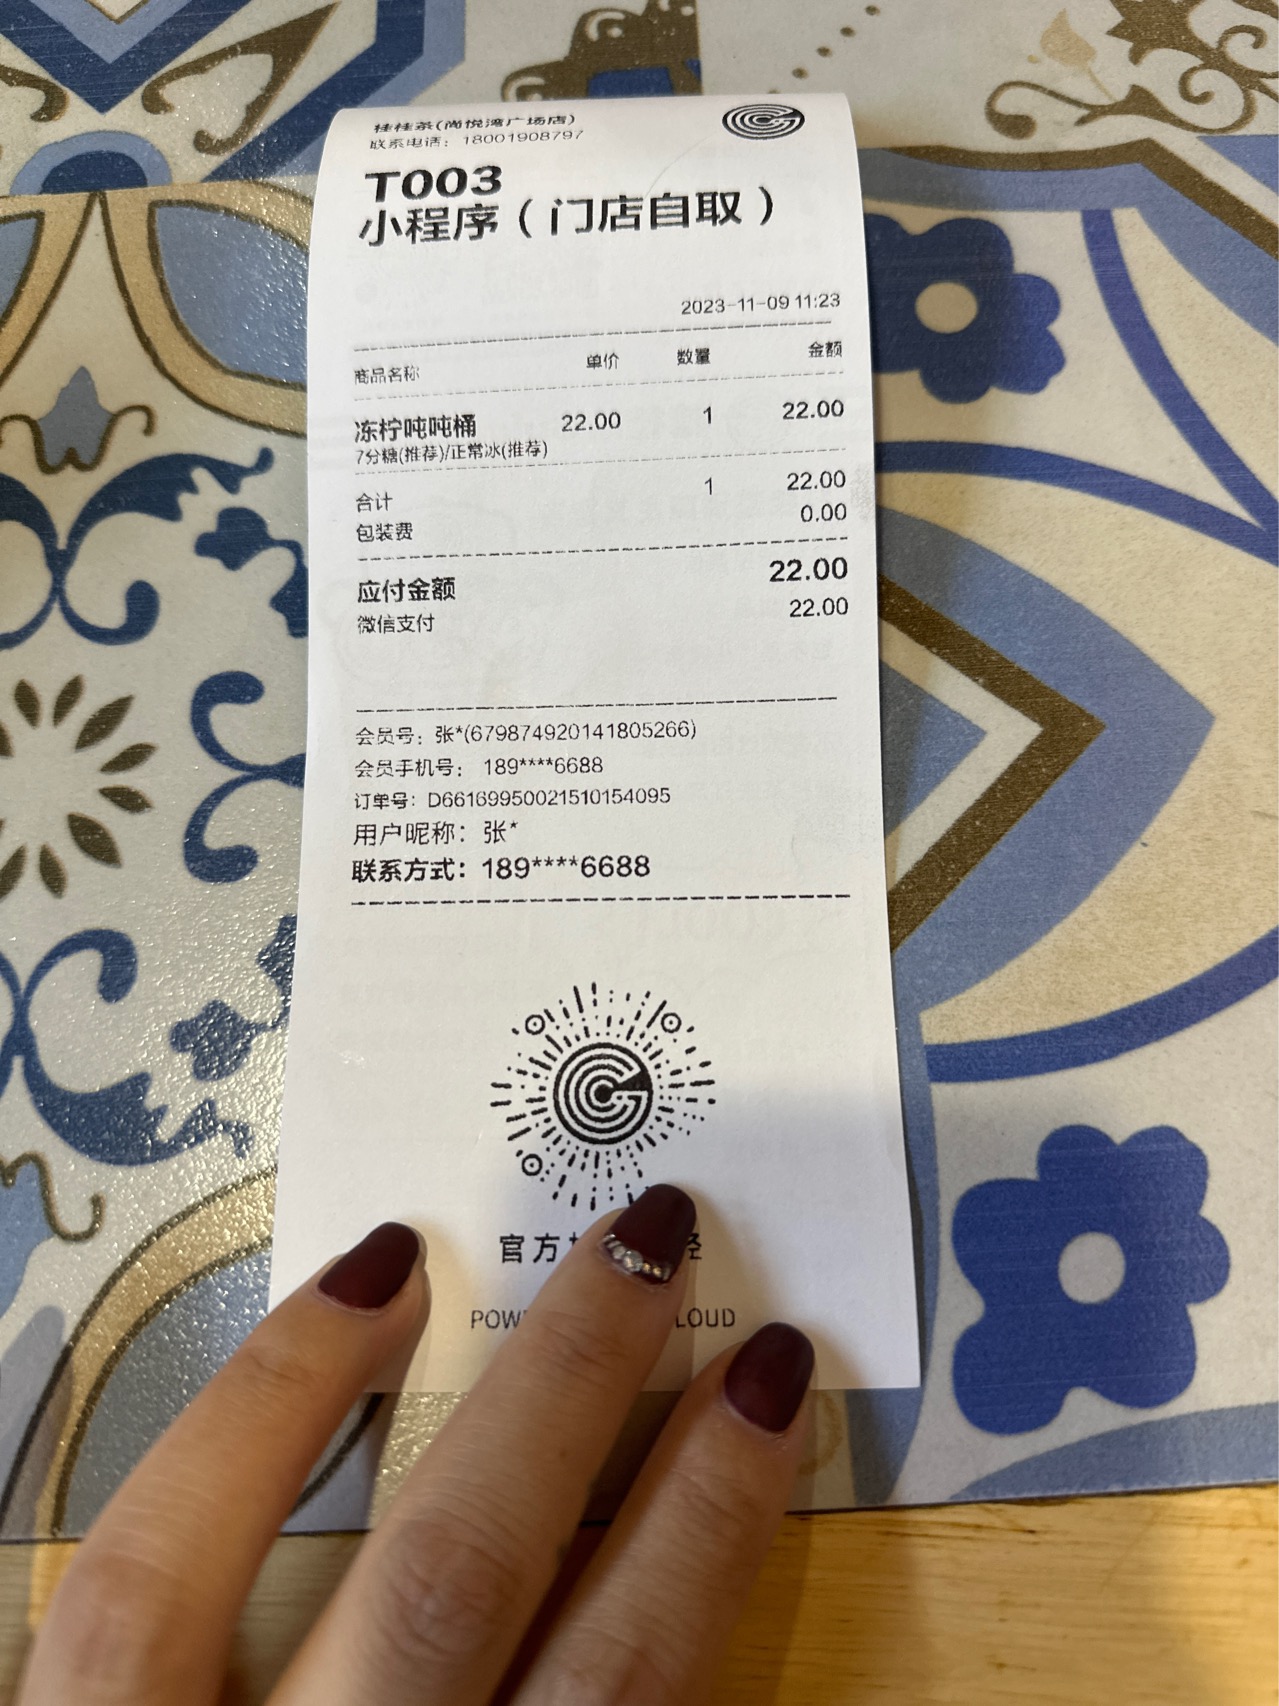 桂桂茶(尚悦湾广场店)
联系电话：18001908797
T003
小程序（门店自取）
2023-11-09 11:23
商品名称 单价 数量 金额
冻柠吨吨桶 22.00 1 22.00
7分糖(推荐)/正常冰(推荐)
合计 1 22.00
包装费 0.00
应付金额 22.00
微信支付 22.00
会员号：张*(679874920141805266)
会员手机号： 189****6688
订单号：D66169950021510154095
用户昵称：张*
联系方式：189****6688
官方
POW LOUD